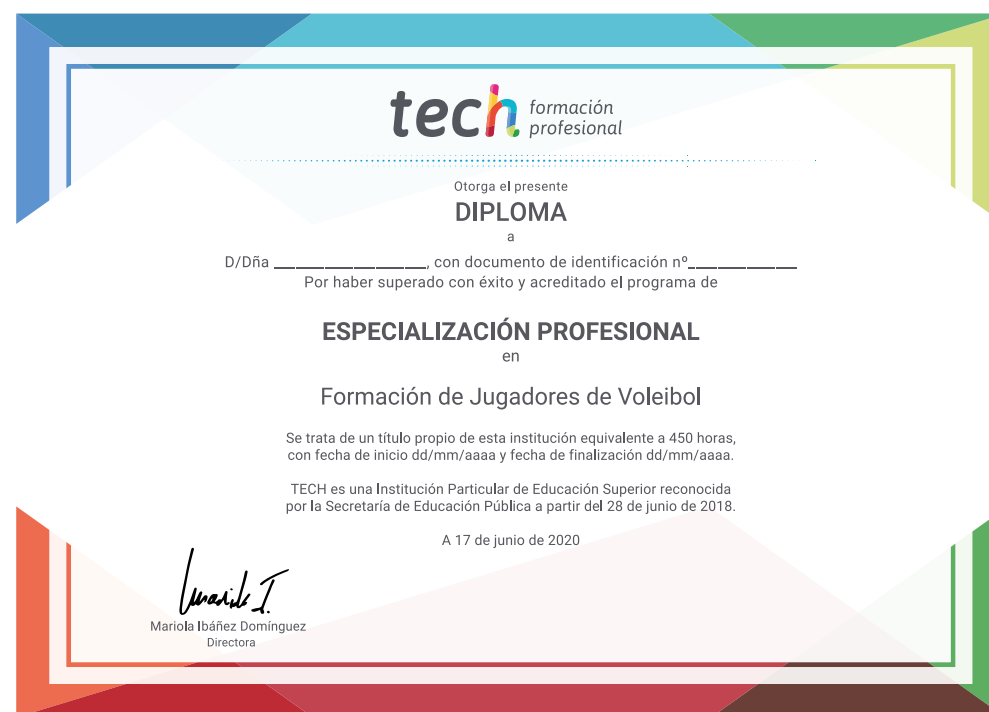 tech formación
profesional
Otorga el presente
DIPLOMA
a
D/Dña ______________, con documento de identificación nº__________
Por haber superado con éxito y acreditado el programa de
ESPECIALIZACIÓN PROFESIONAL
en
Formación de Jugadores de Voleibol
Se trata de un título propio de esta institución equivalente a 450 horas,
con fecha de inicio dd/mm/aaaa y fecha de finalización dd/mm/aaaa.
TECH es una Institución Particular de Educación Superior reconocida
por la Secretaría de Educación Pública a partir del 28 de junio de 2018.
A 17 de junio de 2020
Mariola Ibáñez Domínguez
Directora